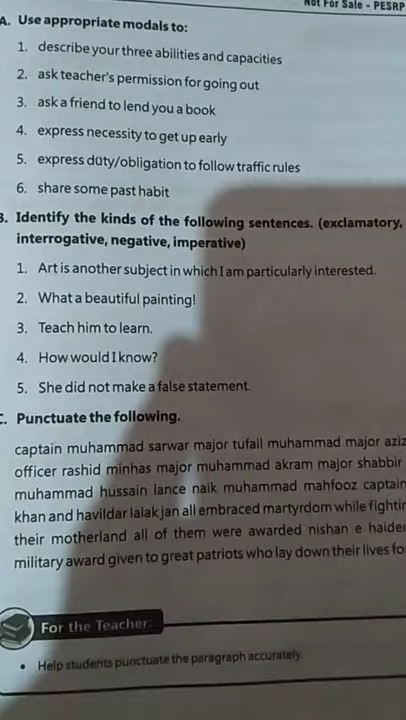 Not For Sale - PESRP
A. Use appropriate modals to:
1. describe your three abilities and capacities
2. ask teacher's permission for going out
3. ask a friend to lend you a book
4. express necessity to get up early
5. express duty/obligation to follow traffic rules
6. share some past habit
B. Identify the kinds of the following sentences. (exclamatory,
interrogative, negative, imperative)
1. Art is another subject in which I am particularly interested.
2. What a beautiful painting!
3. Teach him to learn.
4. How would I know?
5. She did not make a false statement.
C. Punctuate the following.
captain muhammad sarwar major tufail muhammad major aziz
officer rashid minhas major muhammad akram major shabbir
muhammad hussain lance naik muhammad mahfooz captain
khan and havildar lalak jan all embraced martyrdom while fightin
their motherland all of them were awarded nishan e haider
military award given to great patriots who lay down their lives fo
For the Teacher:
• Help students punctuate the paragraph accurately.